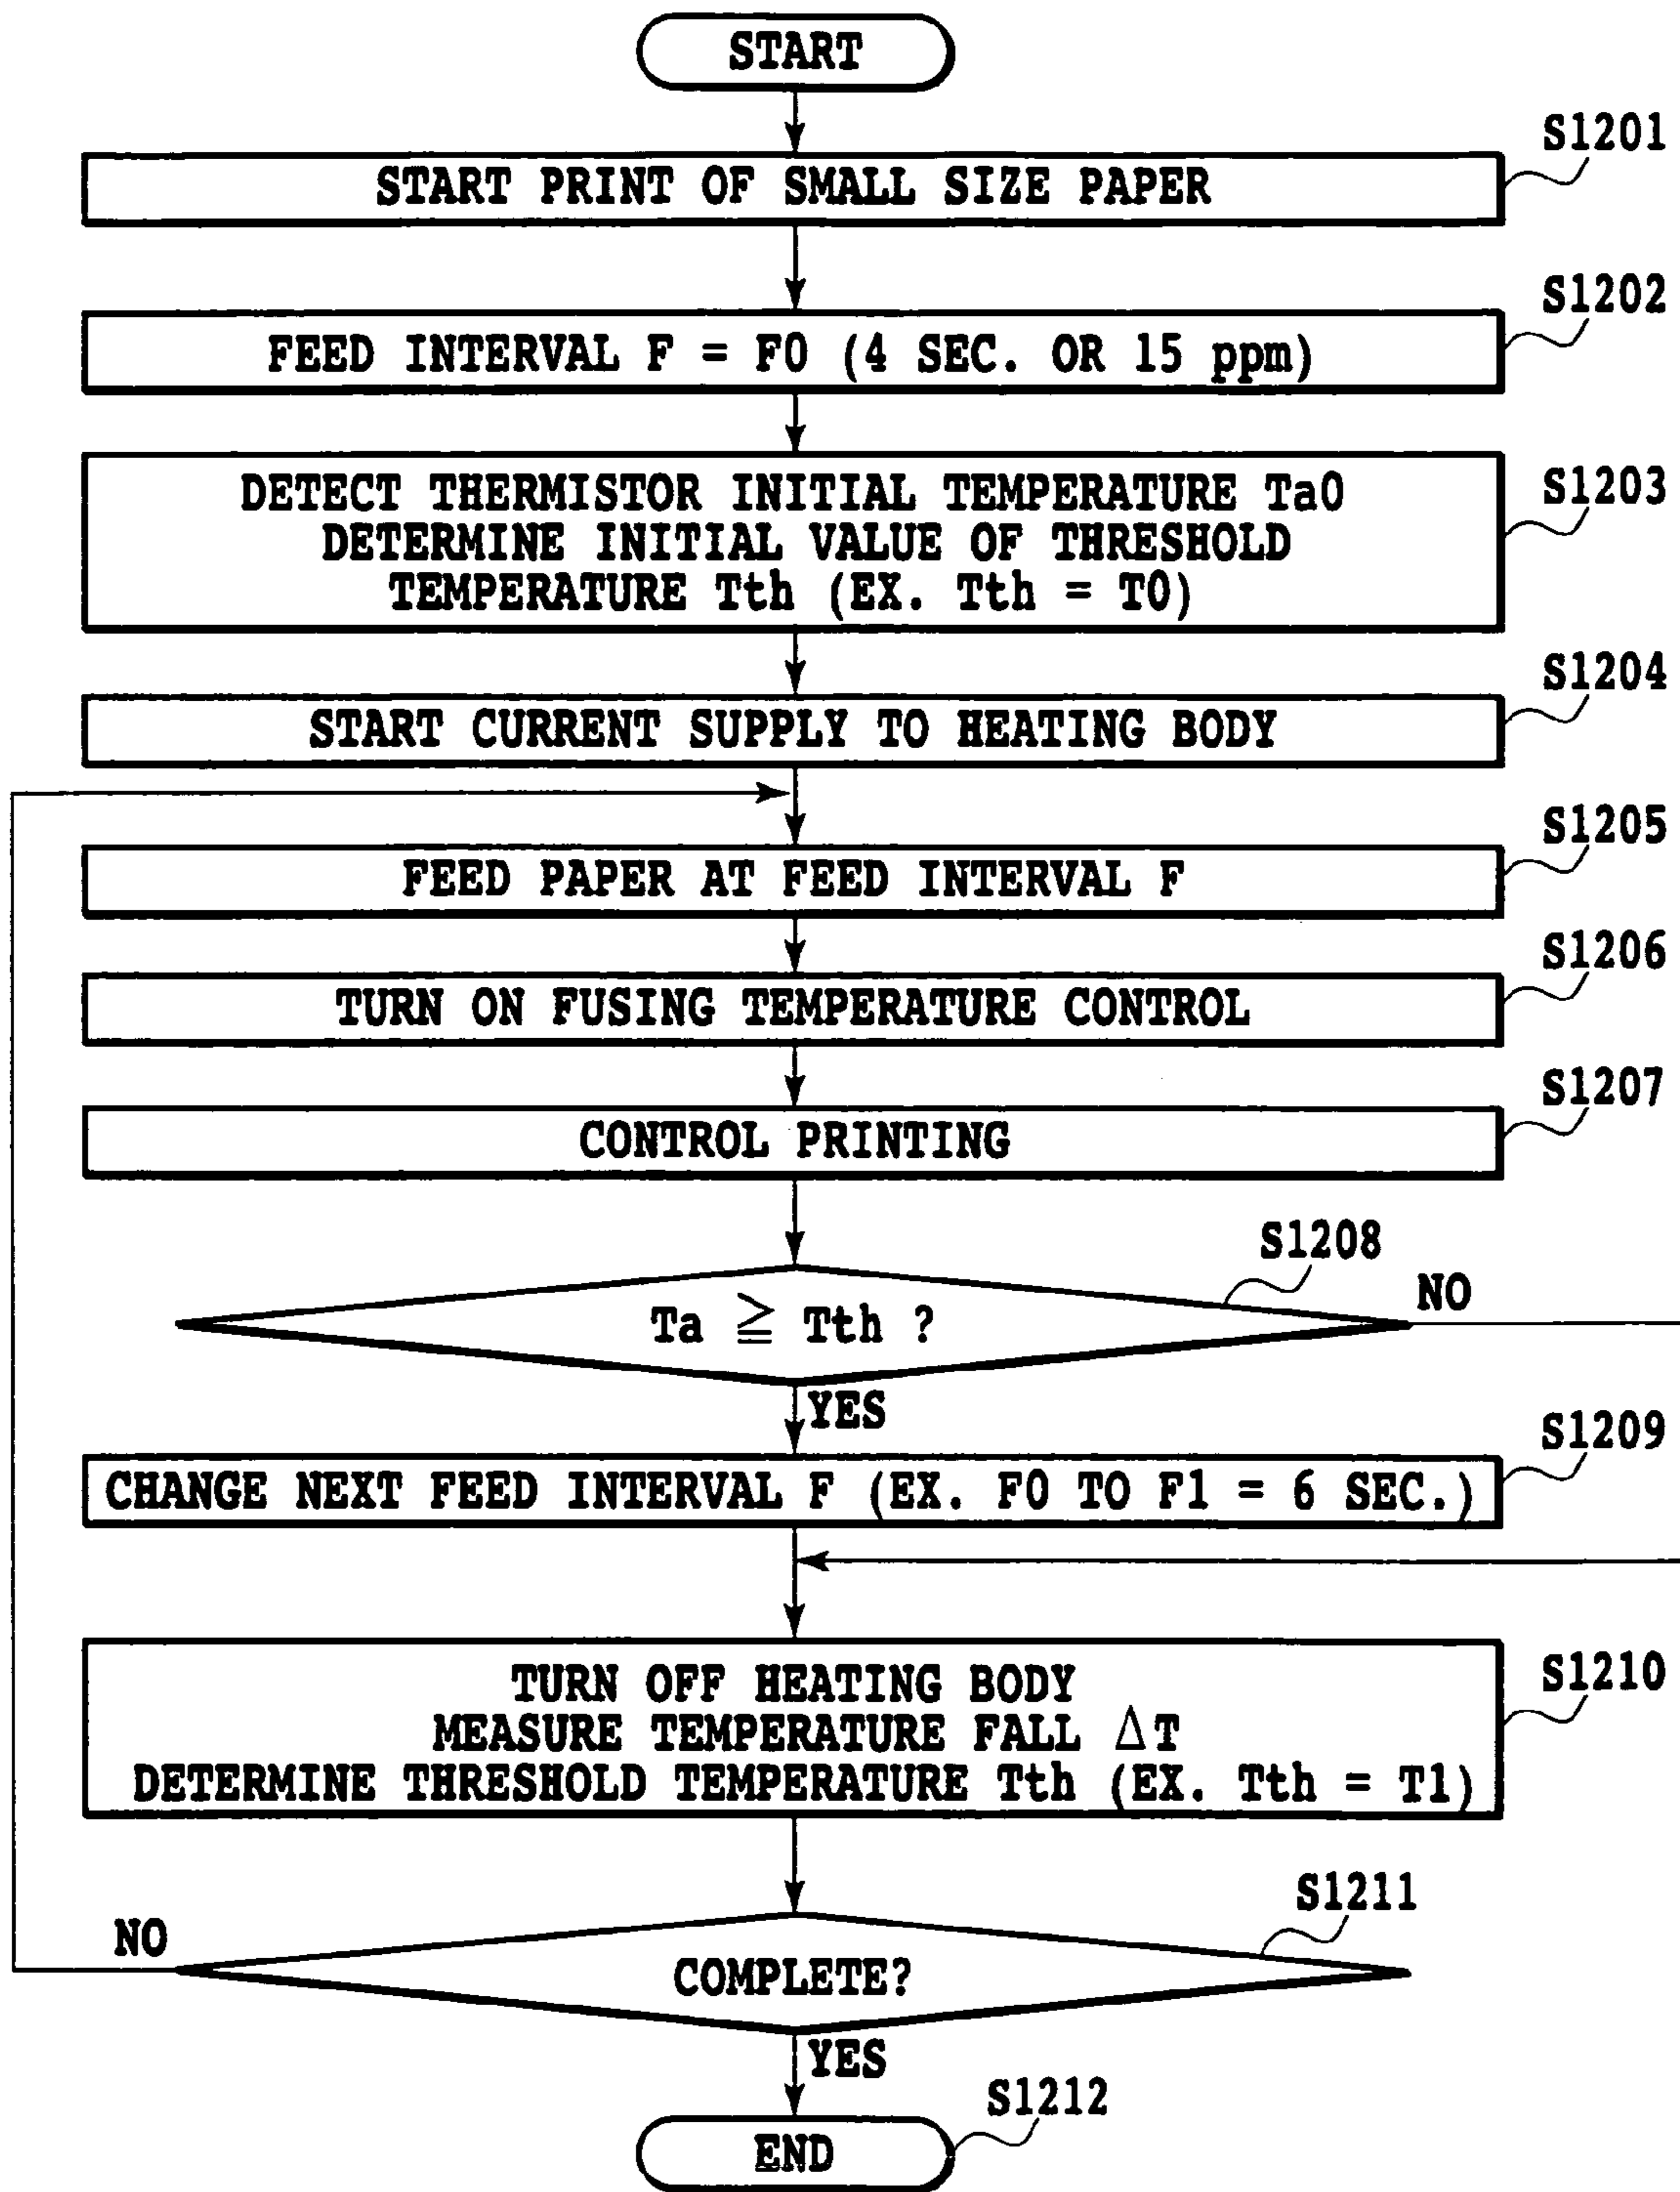 START
S1201
START PRINT OF SMALL SIZE PAPER
S1202
FEED INTERVAL F = F0 (4 SEC. OR 15 ppm)
S1203
DETECT THERMISTOR INITIAL TEMPERATURE Ta0
DETERMINE INITIAL VALUE OF THRESHOLD
TEMPERATURE Tth (EX. Tth = T0)
S1204
START CURRENT SUPPLY TO HEATING BODY
S1205
FEED PAPER AT FEED INTERVAL F
S1206
TURN ON FUSING TEMPERATURE CONTROL
S1207
CONTROL PRINTING
S1208
NO
Ta ≧ Tth ?
YES
S1209
CHANGE NEXT FEED INTERVAL F (EX. F0 TO F1 = 6 SEC.)
S1210
TURN OFF HEATING BODY
MEASURE TEMPERATURE FALL ΔT
DETERMINE THRESHOLD TEMPERATURE Tth (EX. Tth = T1)
S1211
NO
COMPLETE?
YES
S1212
END